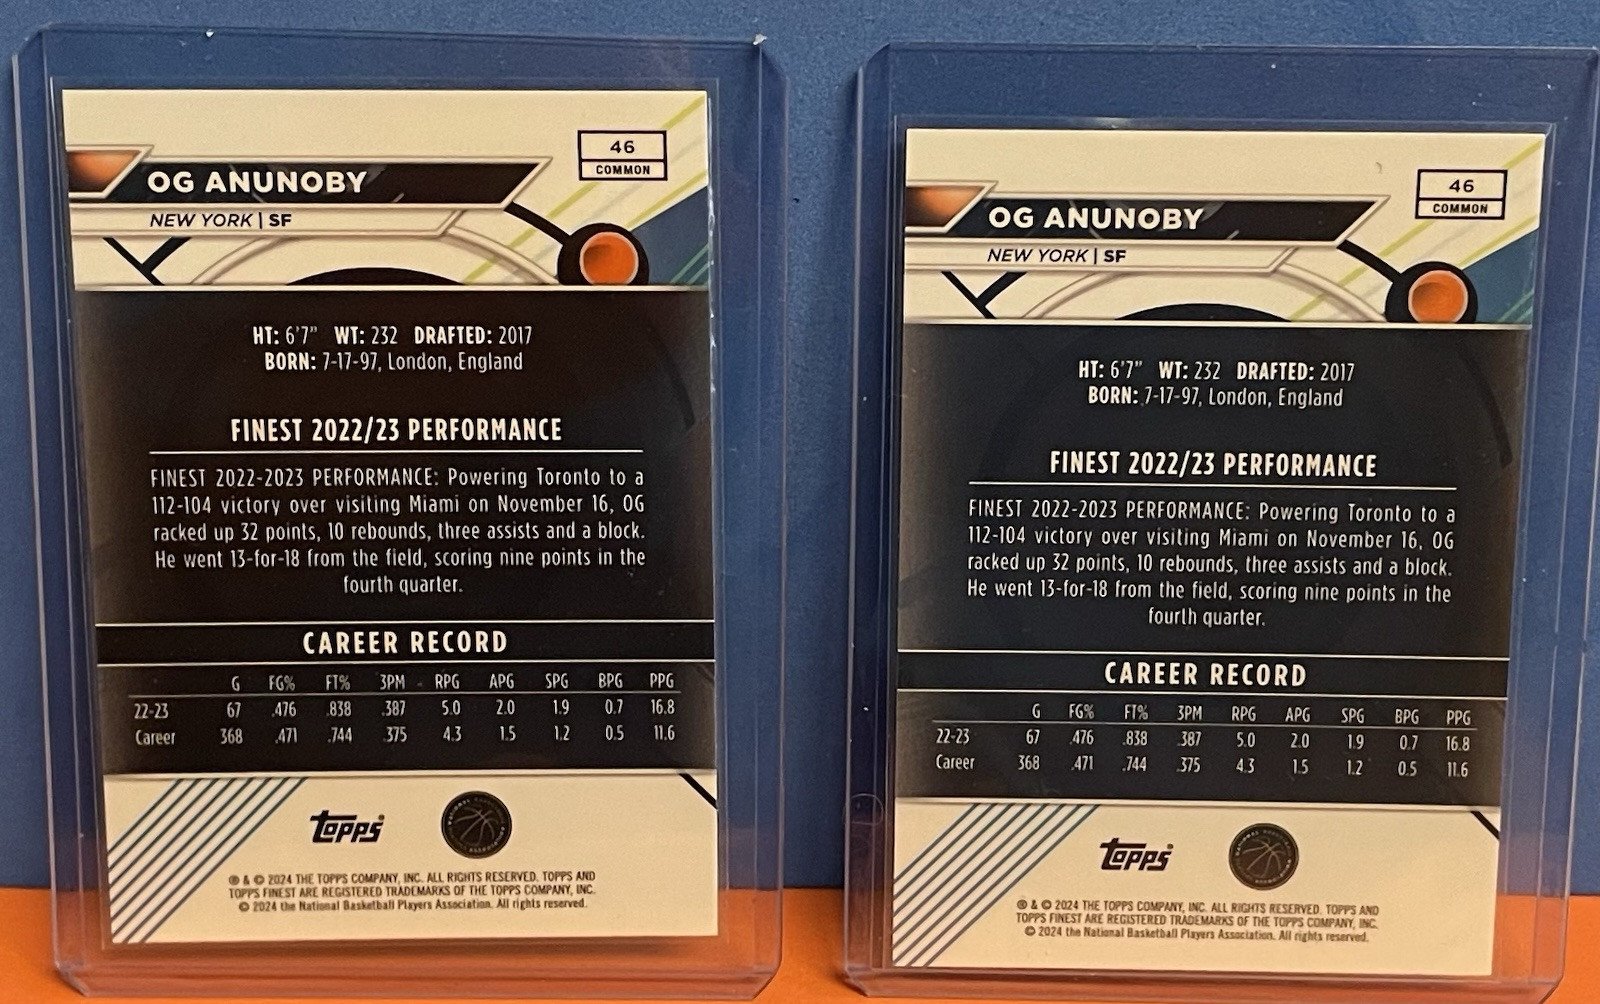 46
COMMON
OG ANUNOBY
NEW YORK | SF
HT: 6'7" WT: 232 DRAFTED: 2017
BORN: 7-17-97, London, England
FINEST 2022/23 PERFORMANCE
FINEST 2022-2023 PERFORMANCE: Powering Toronto to a
112-104 victory over visiting Miami on November 16, OG
racked up 32 points, 10 rebounds, three assists and a block.
He went 13-for-18 from the field, scoring nine points in the
fourth quarter.
CAREER RECORD
G FG% FT% 3PM RPG APG SPG BPG PPG
22-23 67 .476 .838 .387 5.0 2.0 1.9 0.7 16.8
Career 368 .471 .744 .375 4.3 1.5 1.2 0.5 11.6
Topps
® & © 2024 THE TOPPS COMPANY, INC. ALL RIGHTS RESERVED. TOPPS AND
TOPPS FINEST ARE REGISTERED TRADEMARKS OF THE TOPPS COMPANY, INC.
© 2024 the National Basketball Players Association. All rights reserved.
46
COMMON
OG ANUNOBY
NEW YORK | SF
HT: 6'7" WT: 232 DRAFTED: 2017
BORN: 7-17-97, London, England
FINEST 2022/23 PERFORMANCE
FINEST 2022-2023 PERFORMANCE: Powering Toronto to a
112-104 victory over visiting Miami on November 16, OG
racked up 32 points, 10 rebounds, three assists and a block.
He went 13-for-18 from the field, scoring nine points in the
fourth quarter.
CAREER RECORD
G FG% FT% 3PM RPG APG SPG BPG PPG
22-23 67 .476 .838 .387 5.0 2.0 1.9 0.7 16.8
Career 368 .471 .744 .375 4.3 1.5 1.2 0.5 11.6
Topps
® & © 2024 THE TOPPS COMPANY, INC. ALL RIGHTS RESERVED. TOPPS AND
TOPPS FINEST ARE REGISTERED TRADEMARKS OF THE TOPPS COMPANY, INC.
© 2024 the National Basketball Players Association. All rights reserved.